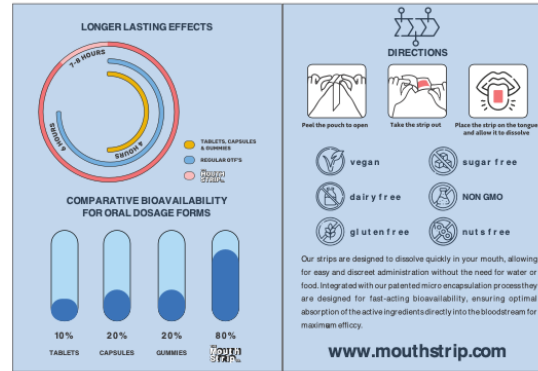 LONGER LASTING EFFECTS
7-8 HOURS
6 HOURS
4 HOURS
TABLETS, CAPSULES
& GUMMIES
REGULAR OTF'S
THE
MOUTH
STRIP
COMPARATIVE BIOAVAILABILITY
FOR ORAL DOSAGE FORMS
10%
20%
20%
80%
TABLETS
CAPSULES
GUMMIES
THE
MOUTH
STRIP
DIRECTIONS
Peel the pouch to open
Take the strip out
Place the strip on the tongue
and allow it to dissolve
vegan
sugar free
dairy free
NON GMO
gluten free
nuts free
Our strips are designed to dissolve quickly in your mouth, allowing
for easy and discreet administration without the need for water or
food. Integrated with our patented micro encapsulation process they
are designed for fast-acting bioavailability, ensuring optimal
absorption of the active ingredients directly into the bloodstream for
maximam efficcy.
www.mouthstrip.com